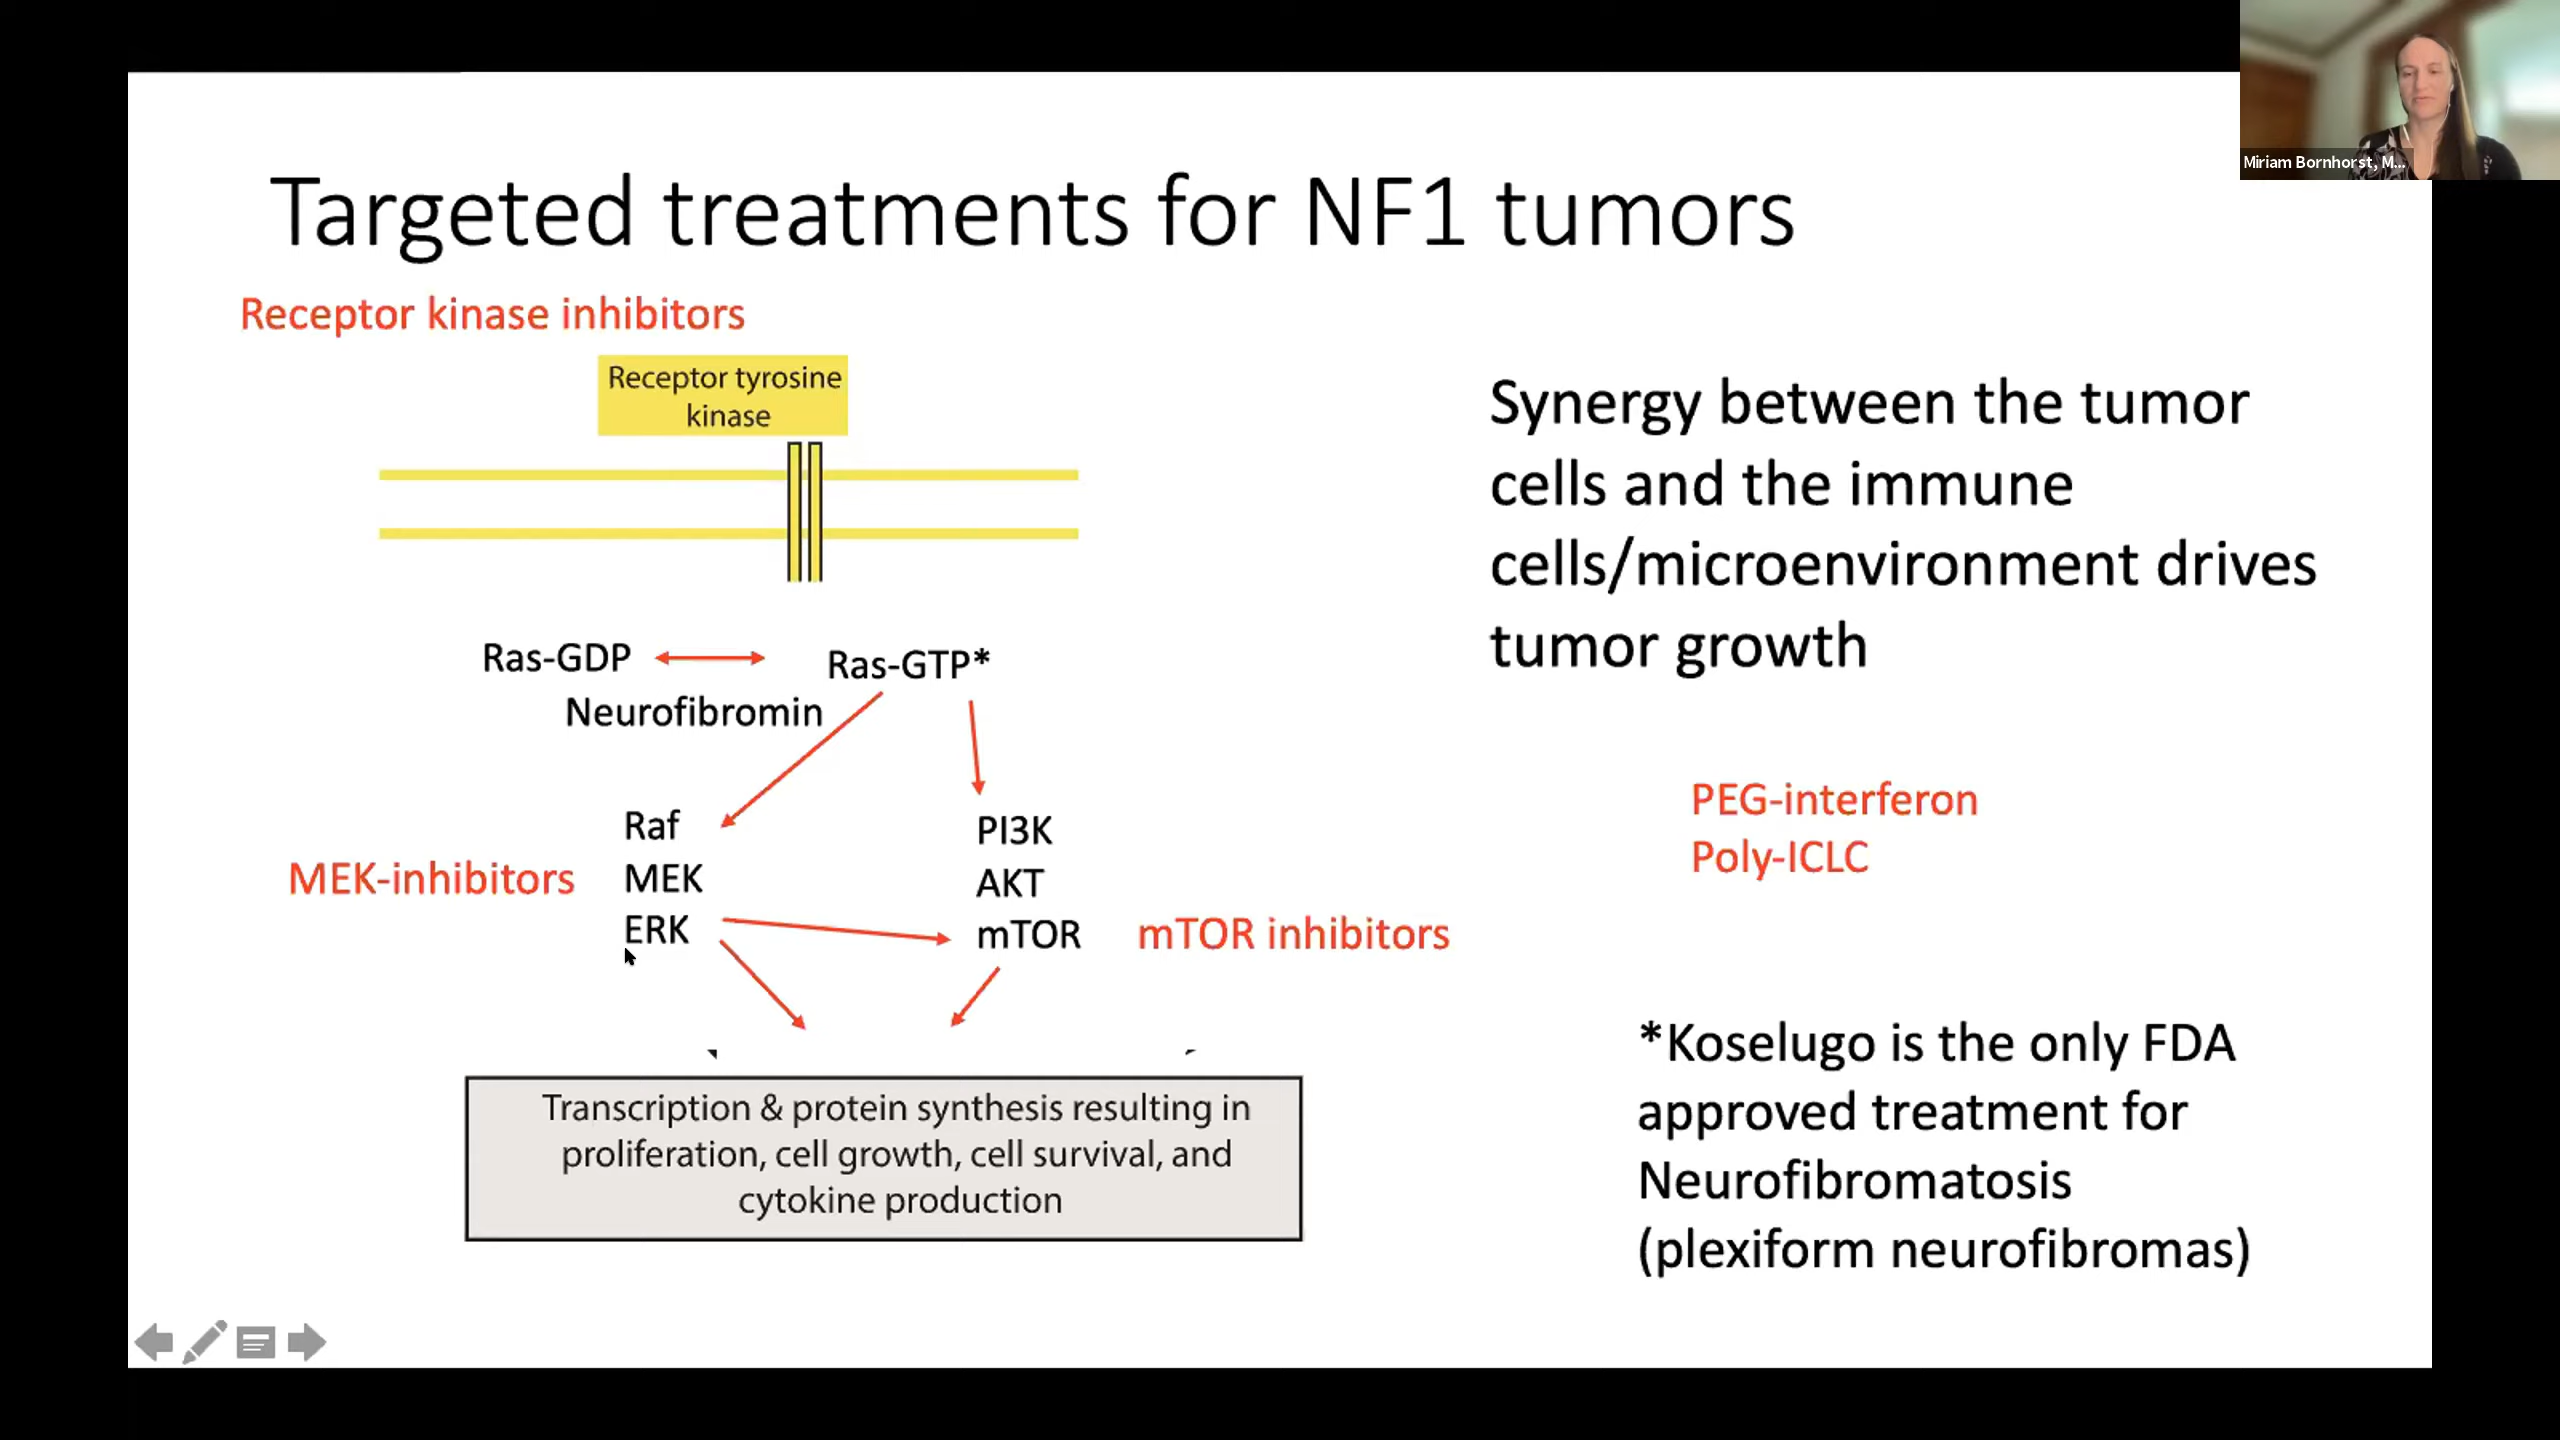 Miriam Bornhorst, M...
Targeted treatments for NF1 tumors
Receptor kinase inhibitors
Receptor tyrosine
kinase
Ras-GDP
Ras-GTP*
Neurofibromin
Raf
MEK
ERK
MEK-inhibitors
PI3K
AKT
mTOR
mTOR inhibitors
Transcription & protein synthesis resulting in
proliferation, cell growth, cell survival, and
cytokine production
Synergy between the tumor
cells and the immune
cells/microenvironment drives
tumor growth
PEG-interferon
Poly-ICLC
*Koselugo is the only FDA
approved treatment for
Neurofibromatosis
(plexiform neurofibromas)